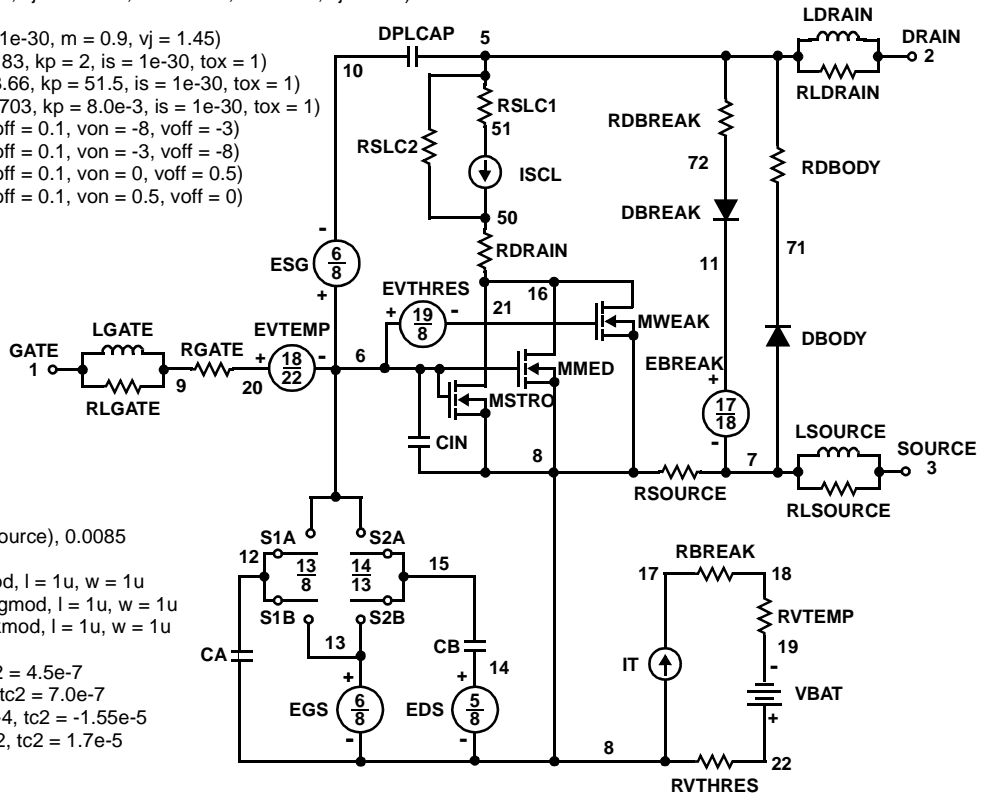 1e-30, m = 0.9, vj = 1.45)
83, kp = 2, is = 1e-30, tox = 1)
3.66, kp = 51.5, is = 1e-30, tox = 1)
703, kp = 8.0e-3, is = 1e-30, tox = 1)
voff = 0.1, von = -8, voff = -3)
voff = 0.1, von = -3, voff = -8)
voff = 0.1, von = 0, voff = 0.5)
voff = 0.1, von = 0.5, voff = 0)
LDRAIN
DPLCAP 5 DRAIN
10 2
RLDRAIN
RSLC1
51
RSLC2
ISCL
50
RDRAIN
RDBREAK
72
RDBODY
DBREAK
71
11
-
ESG 6/8
+
EVTHRES
+ 19/8 -
21
16
MWEAK
LGATE
GATE
1
RLGATE
9
RGATE
20
EVTEMP
+ 18/22 -
6
MMED
MSTRO
DBODY
EBREAK
+
17/18
-
CIN
8
RSOURCE
7
LSOURCE
SOURCE
3
RLSOURCE
ource), 0.0085
od, l = 1u, w = 1u
gmod, l = 1u, w = 1u
kmod, l = 1u, w = 1u
2 = 4.5e-7
tc2 = 7.0e-7
-4, tc2 = -1.55e-5
2, tc2 = 1.7e-5
S1A S2A
12 13/8 14/13 15
S1B S2B
13
CA
CB
14
+ +
EGS 6/8 EDS 5/8
- -
8
RBREAK
17 18
RVTEMP
19
IT
-
VBAT
+
22
RVTHRES